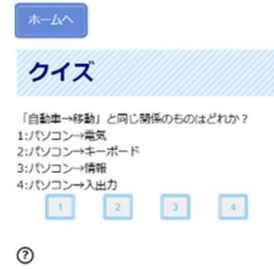 ホームへ
クイズ
「自動車→移動」と同じ関係のものはどれか？
1:パソコン→電気
2:パソコン→キーボード
3:パソコン→情報
4:パソコン→入出力
1 2 3 4
?